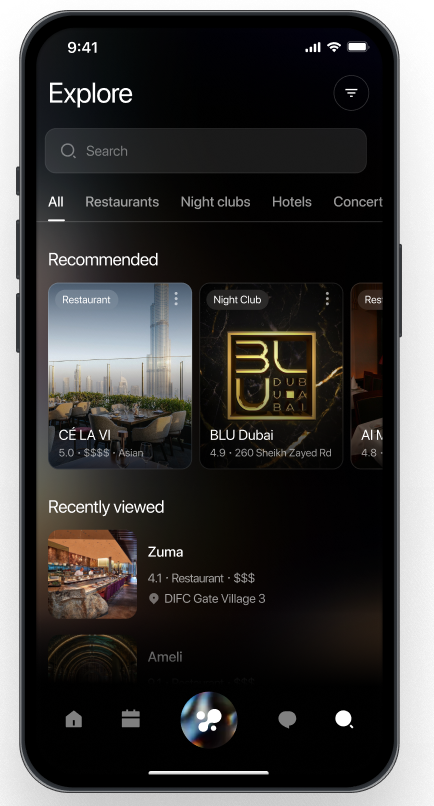 9:41
Explore
Search
All Restaurants Night clubs Hotels Concert
Recommended
Restaurant
CÉ LA VI
5.0 · $$$$ · Asian
Night Club
BLU
DUBAI
BLU Dubai
4.9 · 260 Sheikh Zayed Rd
Res
4.8 ·
Recently viewed
Zuma
4.1 · Restaurant · $$$
DIFC Gate Village 3
Ameli